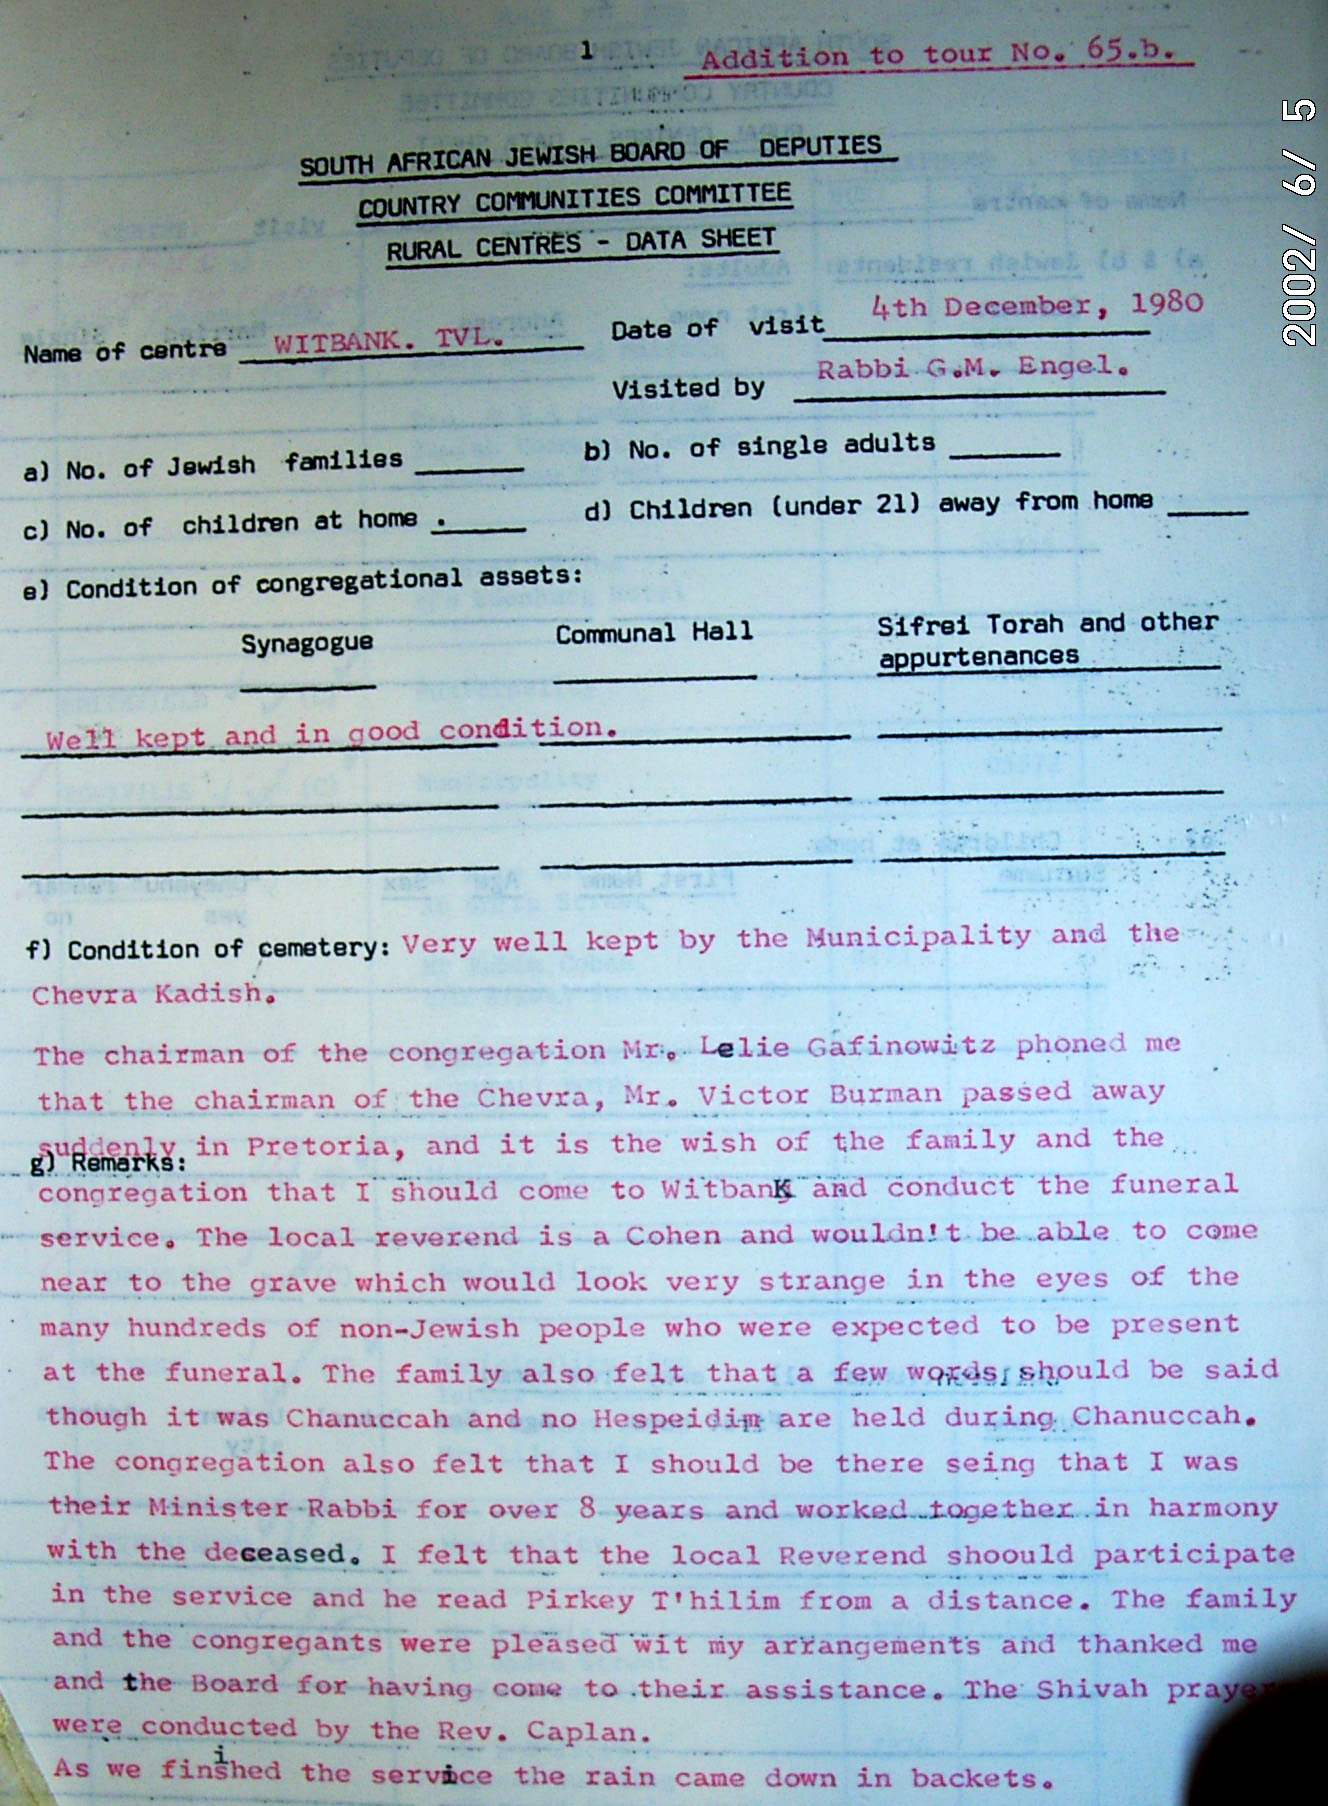 1 Addition to tour No. 65.b.
SOUTH AFRICAN JEWISH BOARD OF DEPUTIES
COUNTRY COMMUNITIES COMMITTEE
RURAL CENTRES - DATA SHEET
2002/ 6/ 5
Name of centre WITBANK. TVL. Date of visit 4th December, 1980
Visited by Rabbi G.M. Engel.
a) No. of Jewish families b) No. of single adults
c) No. of children at home . d) Children (under 21) away from home
e) Condition of congregational assets:
Synagogue Communal Hall Sifrei Torah and other
appurtenances
Well kept and in good condition.
f) Condition of cemetery: Very well kept by the Municipality and the
Chevra Kadish.
The chairman of the congregation Mr. Lelie Gafinowitz phoned me
that the chairman of the Chevra, Mr. Victor Burman passed away
suddenly in Pretoria, and it is the wish of the family and the
g) Remarks:
congregation that I should come to Witbank and conduct the funeral
service. The local reverend is a Cohen and wouldn't be able to come
near to the grave which would look very strange in the eyes of the
many hundreds of non-Jewish people who were expected to be present
at the funeral. The family also felt that a few words, should be said
though it was Chanuccah and no Hespeidim are held during Chanuccah.
The congregation also felt that I should be there seing that I was
their Minister Rabbi for over 8 years and worked together in harmony
with the deceased. I felt that the local Reverend shoould participate
in the service and he read Pirkey T'hilim from a distance. The family
and the congregants were pleased wit my arrangements and thanked me
and the Board for having come to their assistance. The Shivah prayer
were conducted by the Rev. Caplan.
As we finished the service the rain came down in backets.